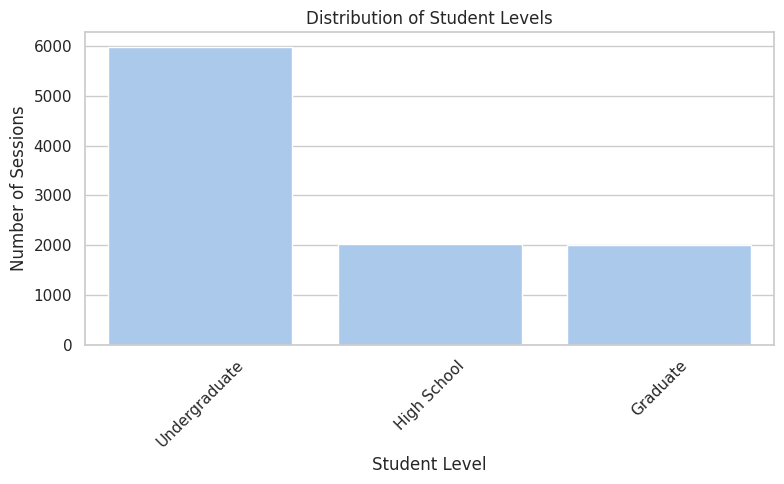 Distribution of Student Levels
Number of Sessions
6000
5000
4000
3000
2000
1000
0
Undergraduate
High School
Graduate
Student Level